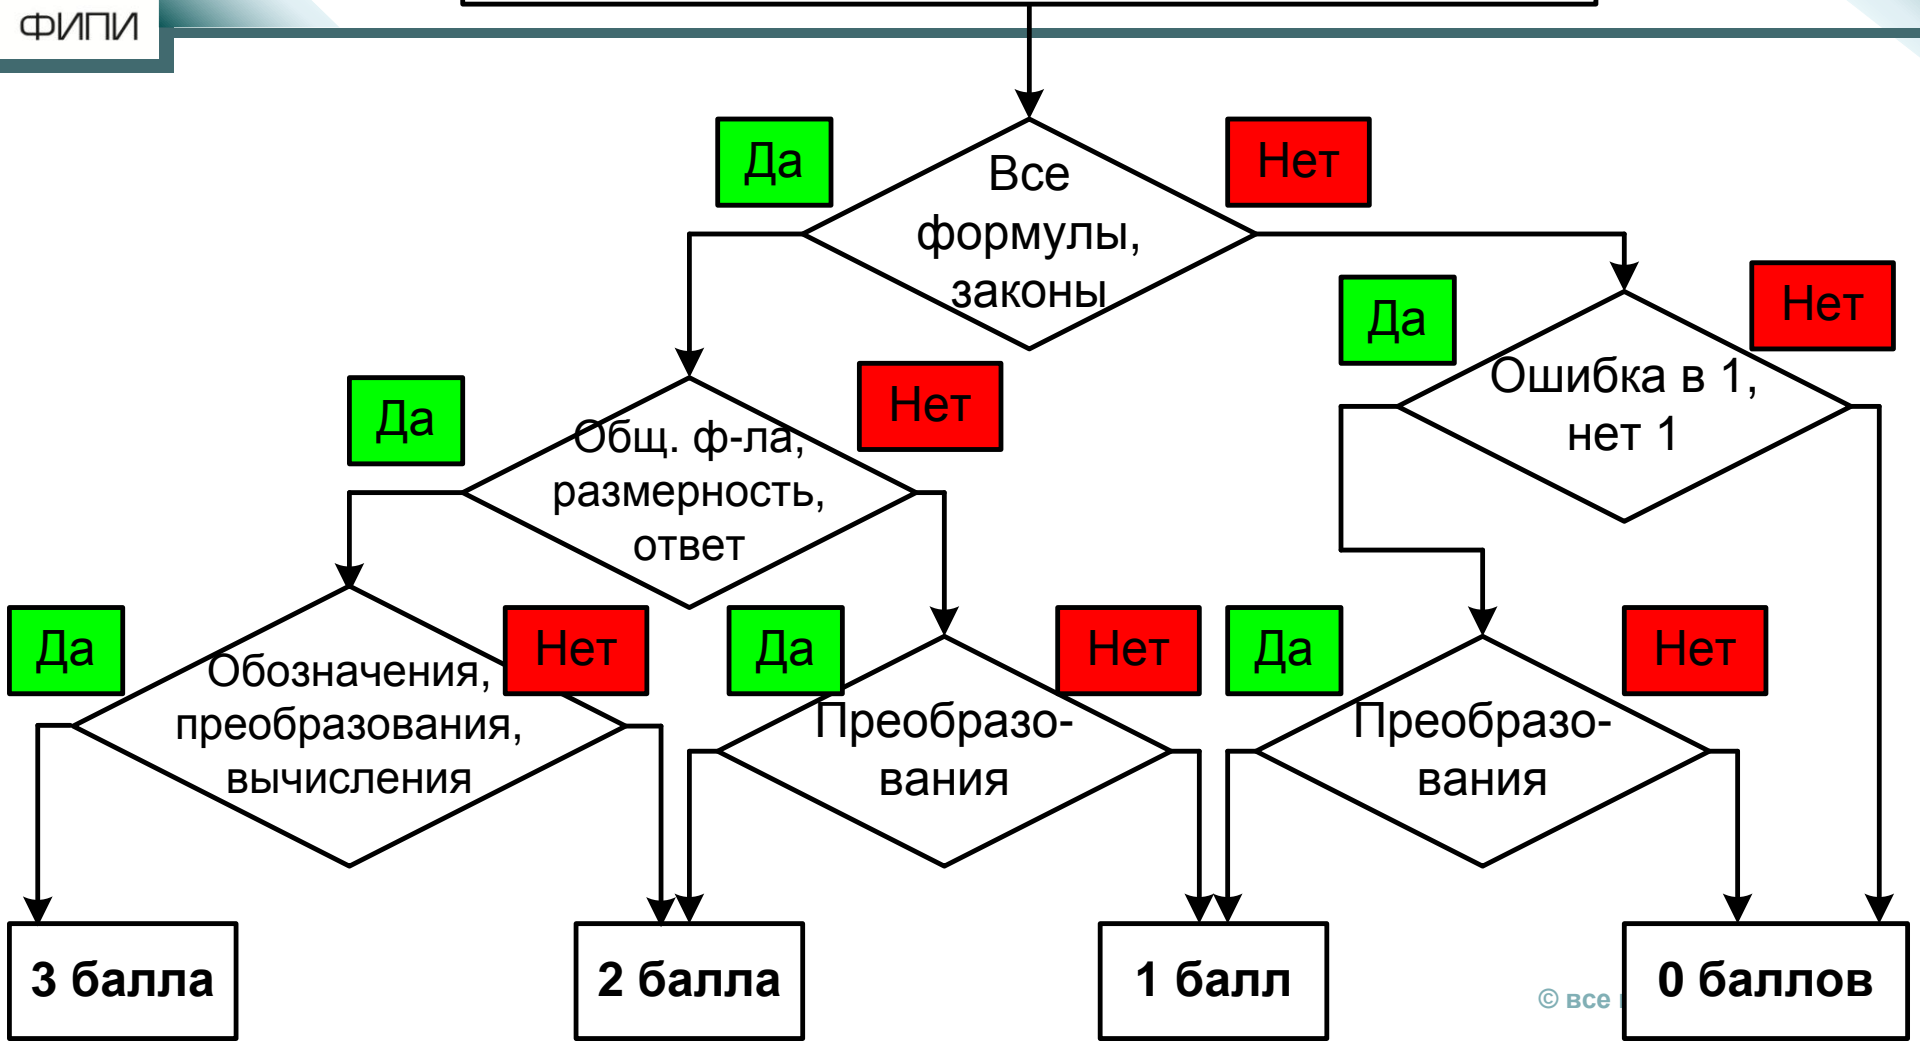 ФИПИ
Да
Нет
Все
формулы,
законы
Да
Нет
Ошибка в 1,
нет 1
Да
Нет
Общ. ф-ла,
размерность,
ответ
Да
Нет
Обозначения,
преобразования,
вычисления
Да
Нет
Преобразо-
вания
Да
Нет
Преобразо-
вания
3 балла
2 балла
1 балл
0 баллов
© все